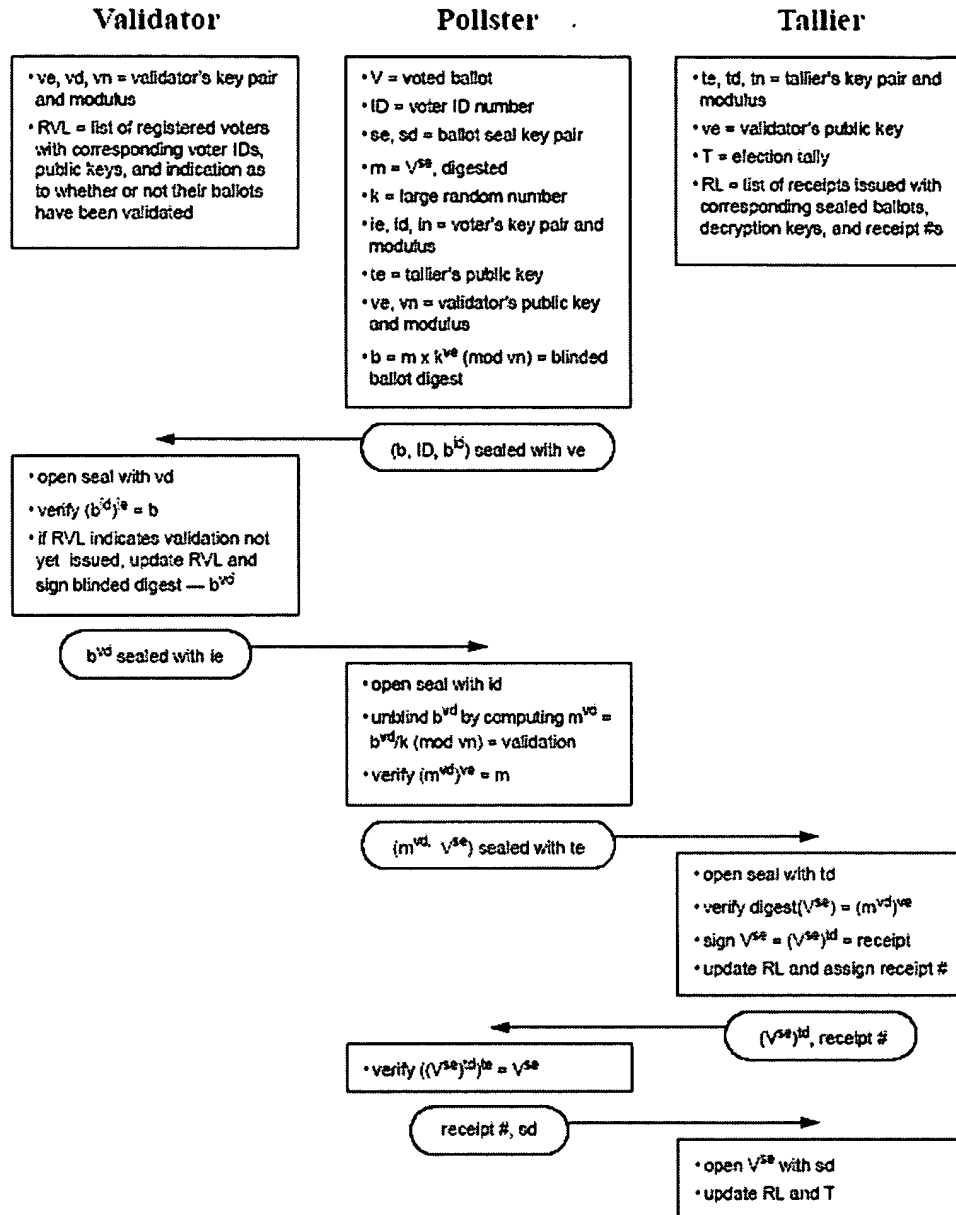 Validator
Pollster
Tallier
• ve, vd, vn = validator's key pair
and modulus
• RVL = list of registered voters
with corresponding voter IDs,
public keys, and indication as
to whether or not their ballots
have been validated
• V = voted ballot
• ID = voter ID number
• se, sd = ballot seal key pair
• m = V^se, digested
• k = large random number
• ie, id, in = voter's key pair and
modulus
• te = tallier's public key
• ve, vn = validator's public key
and modulus
• b = m x k^ve (mod vn) = blinded
ballot digest
• te, td, tn = tallier's key pair and
modulus
• ve = validator's public key
• T = election tally
• RL = list of receipts issued with
corresponding sealed ballots,
decryption keys, and receipt #s
(b, ID, b^id) sealed with ve
• open seal with vd
• verify (b^id)^ie = b
• if RVL indicates validation not
yet issued, update RVL and
sign blinded digest — b^vd
b^vd sealed with ie
• open seal with id
• unblind b^vd by computing m^vd =
b^vd/k (mod vn) = validation
• verify (m^vd)^ve = m
(m^vd, V^se) sealed with te
• open seal with td
• verify digest(V^se) = (m^vd)^ve
• sign V^se = (V^se)^td = receipt
• update RL and assign receipt #
(V^se)^td, receipt #
• verify ((V^se)^td)^te = V^se
receipt #, sd
• open V^se with sd
• update RL and T